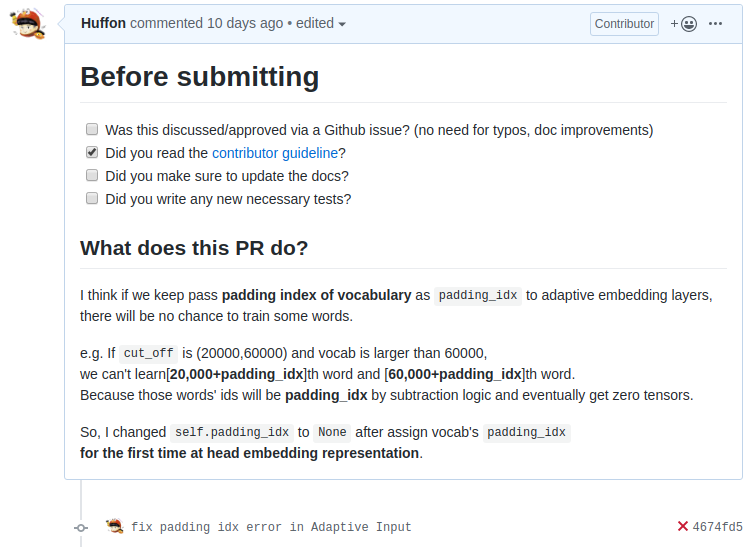 Huffon commented 10 days ago • edited
Contributor
Before submitting
Was this discussed/approved via a Github issue? (no need for typos, doc improvements)
Did you read the contributor guideline?
Did you make sure to update the docs?
Did you write any new necessary tests?
What does this PR do?
I think if we keep pass padding index of vocabulary as padding_idx to adaptive embedding layers,
there will be no chance to train some words.
e.g. If cut_off is (20000,60000) and vocab is larger than 60000,
we can't learn[20,000+padding_idx]th word and [60,000+padding_idx]th word.
Because those words' ids will be padding_idx by subtraction logic and eventually get zero tensors.
So, I changed self.padding_idx to None after assign vocab's padding_idx
for the first time at head embedding representation.
fix padding idx error in Adaptive Input
4674fd5